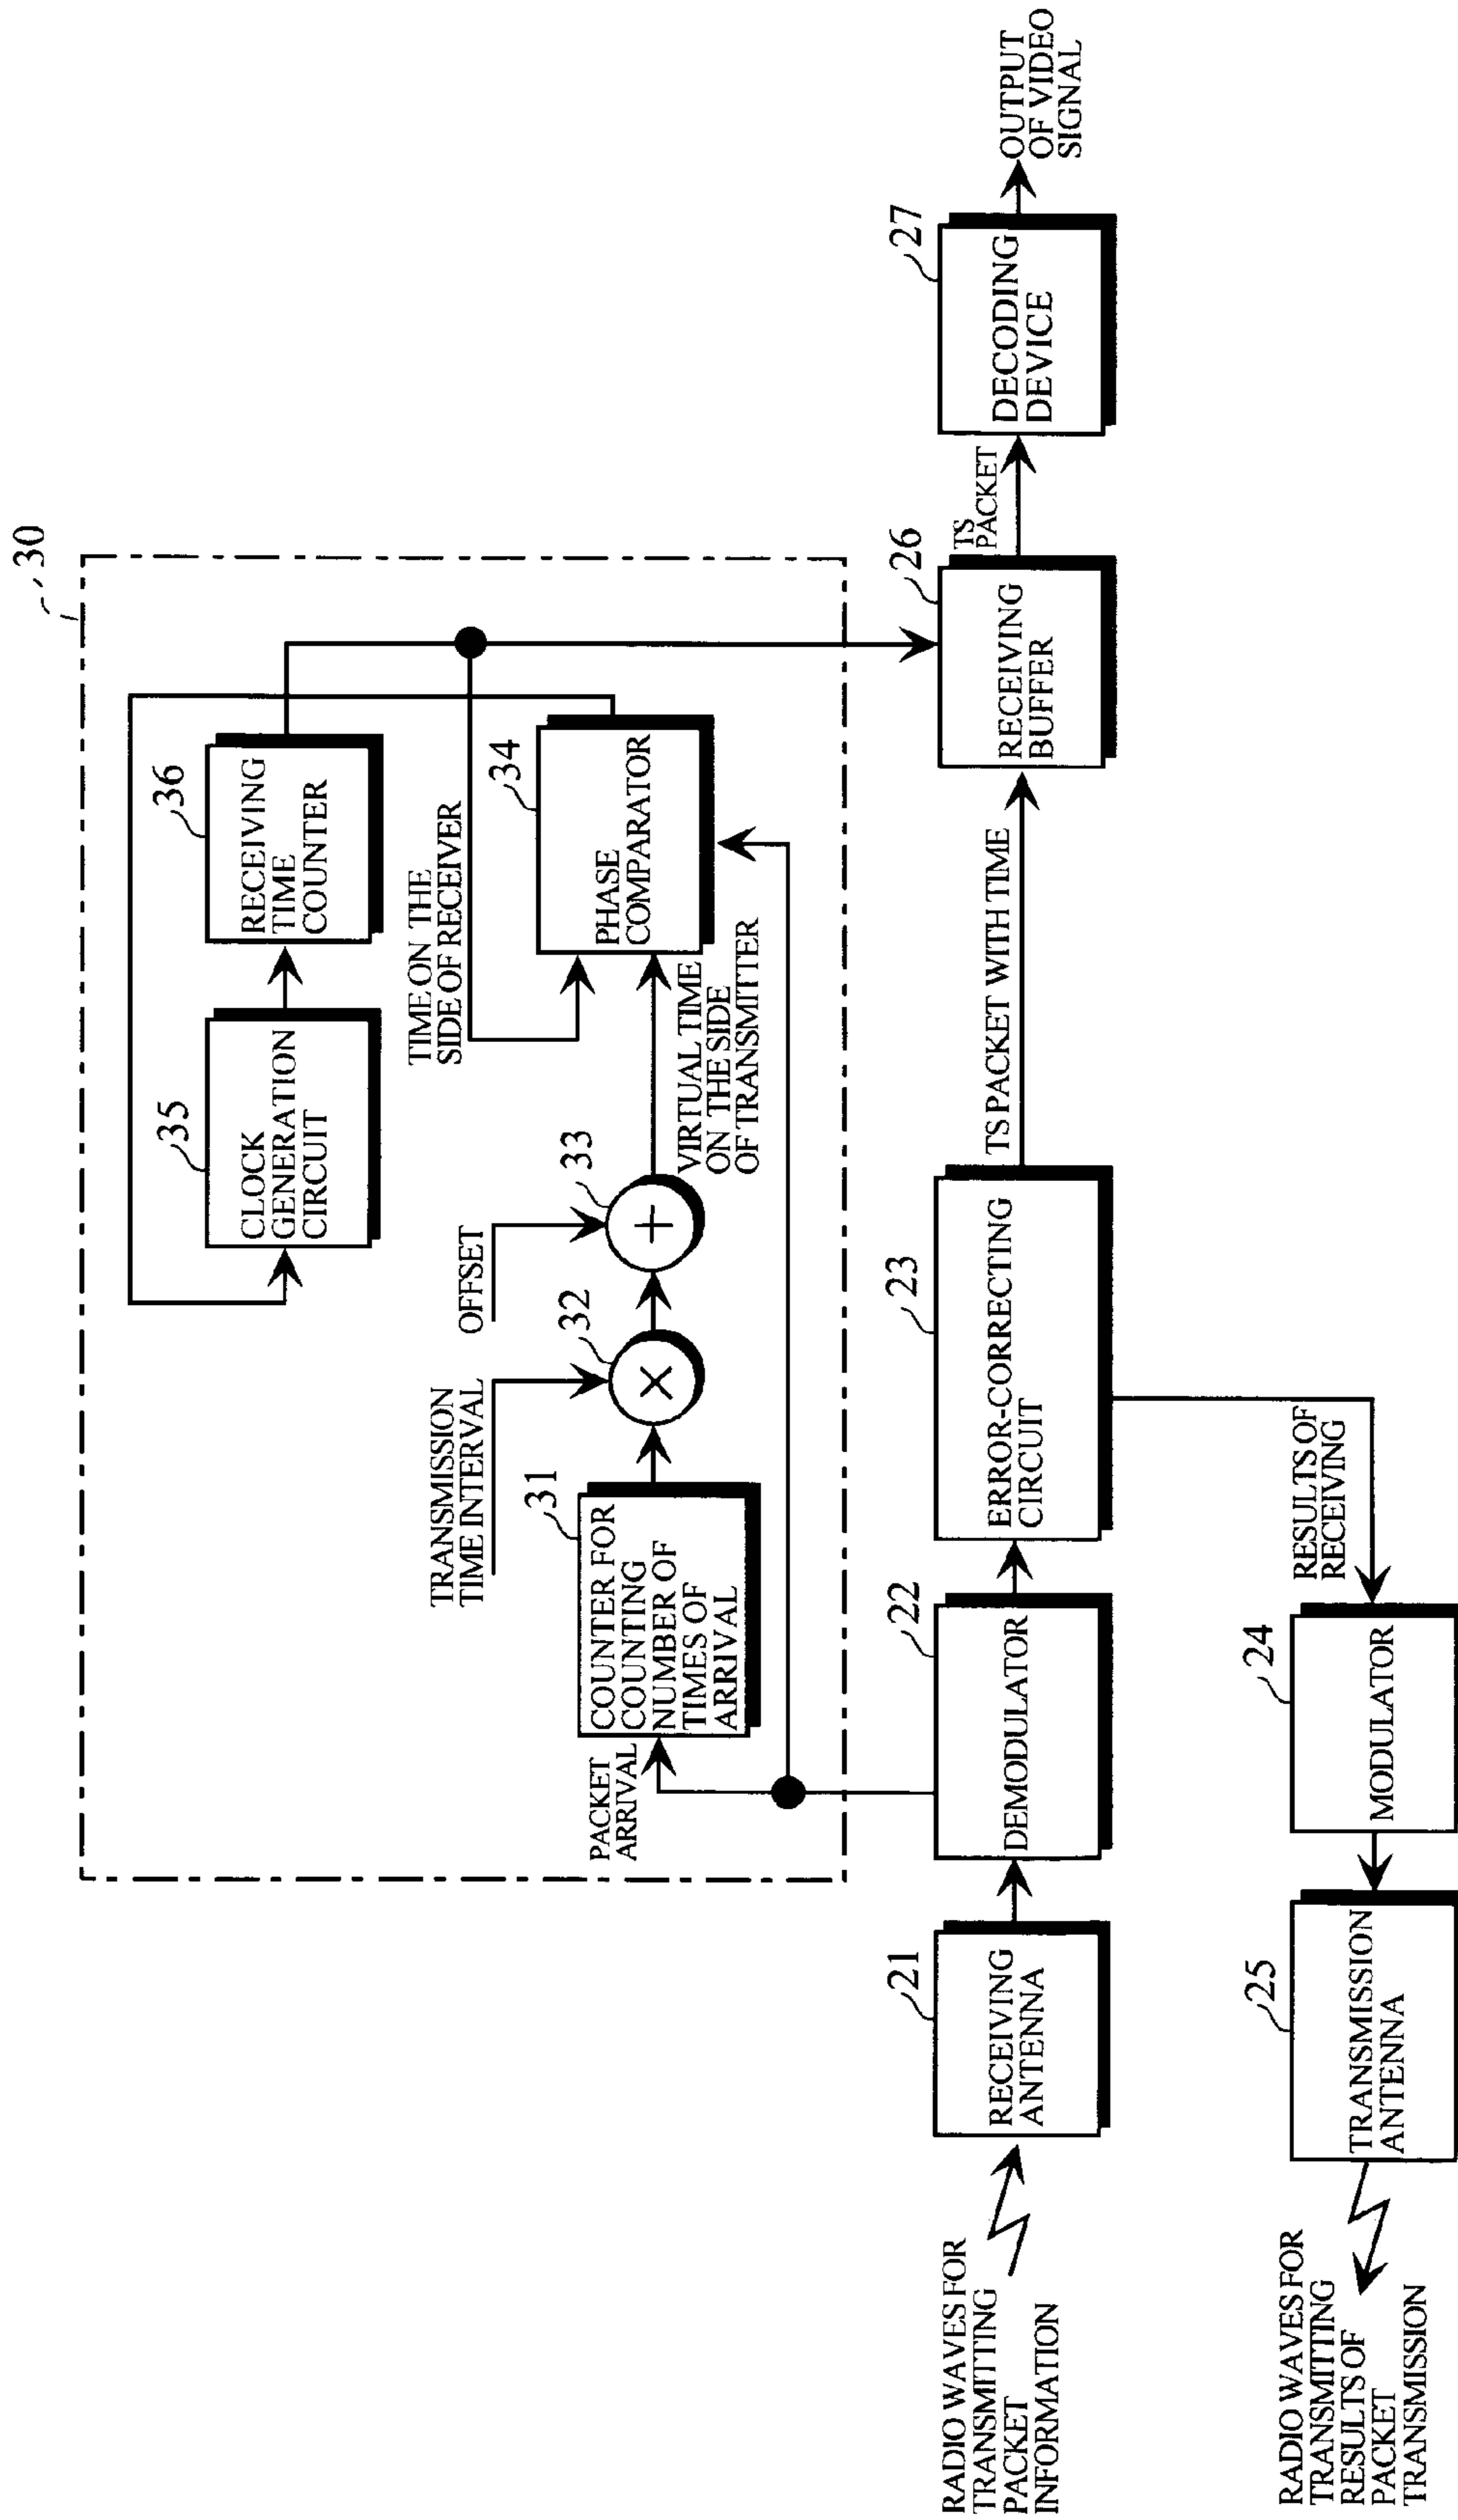 30
35
CLOCK
GENERATION
CIRCUIT
36
RECEIVING
TIME
COUNTER
TRANSMISSION
TIME INTERVAL
OFFSET
TIME ON THE
SIDE OF RECEIVER
PACKET
ARRIVAL
31
COUNTER FOR
COUNTING
NUMBER OF
TIMES OF
ARRIVAL
32
×
33
+
VIRTUAL TIME
ON THE SIDE
OF TRANSMITTER
34
PHASE
COMPARATOR
RADIO WAVES FOR
TRANSMITTING
PACKET
INFORMATION
21
RECEIVING
ANTENNA
22
DEMODULATOR
23
ERROR-CORRECTING
CIRCUIT
TS PACKET WITH TIME
26
RECEIVING
BUFFER
TS
PACKET
27
DECODING
DEVICE
OUTPUT
OF VIDEO
SIGNAL
RADIO WAVES FOR
TRANSMITTING
RESULTS OF
PACKET
TRANSMISSION
25
TRANSMISSION
ANTENNA
24
MODULATOR
RESULTS OF
RECEIVING